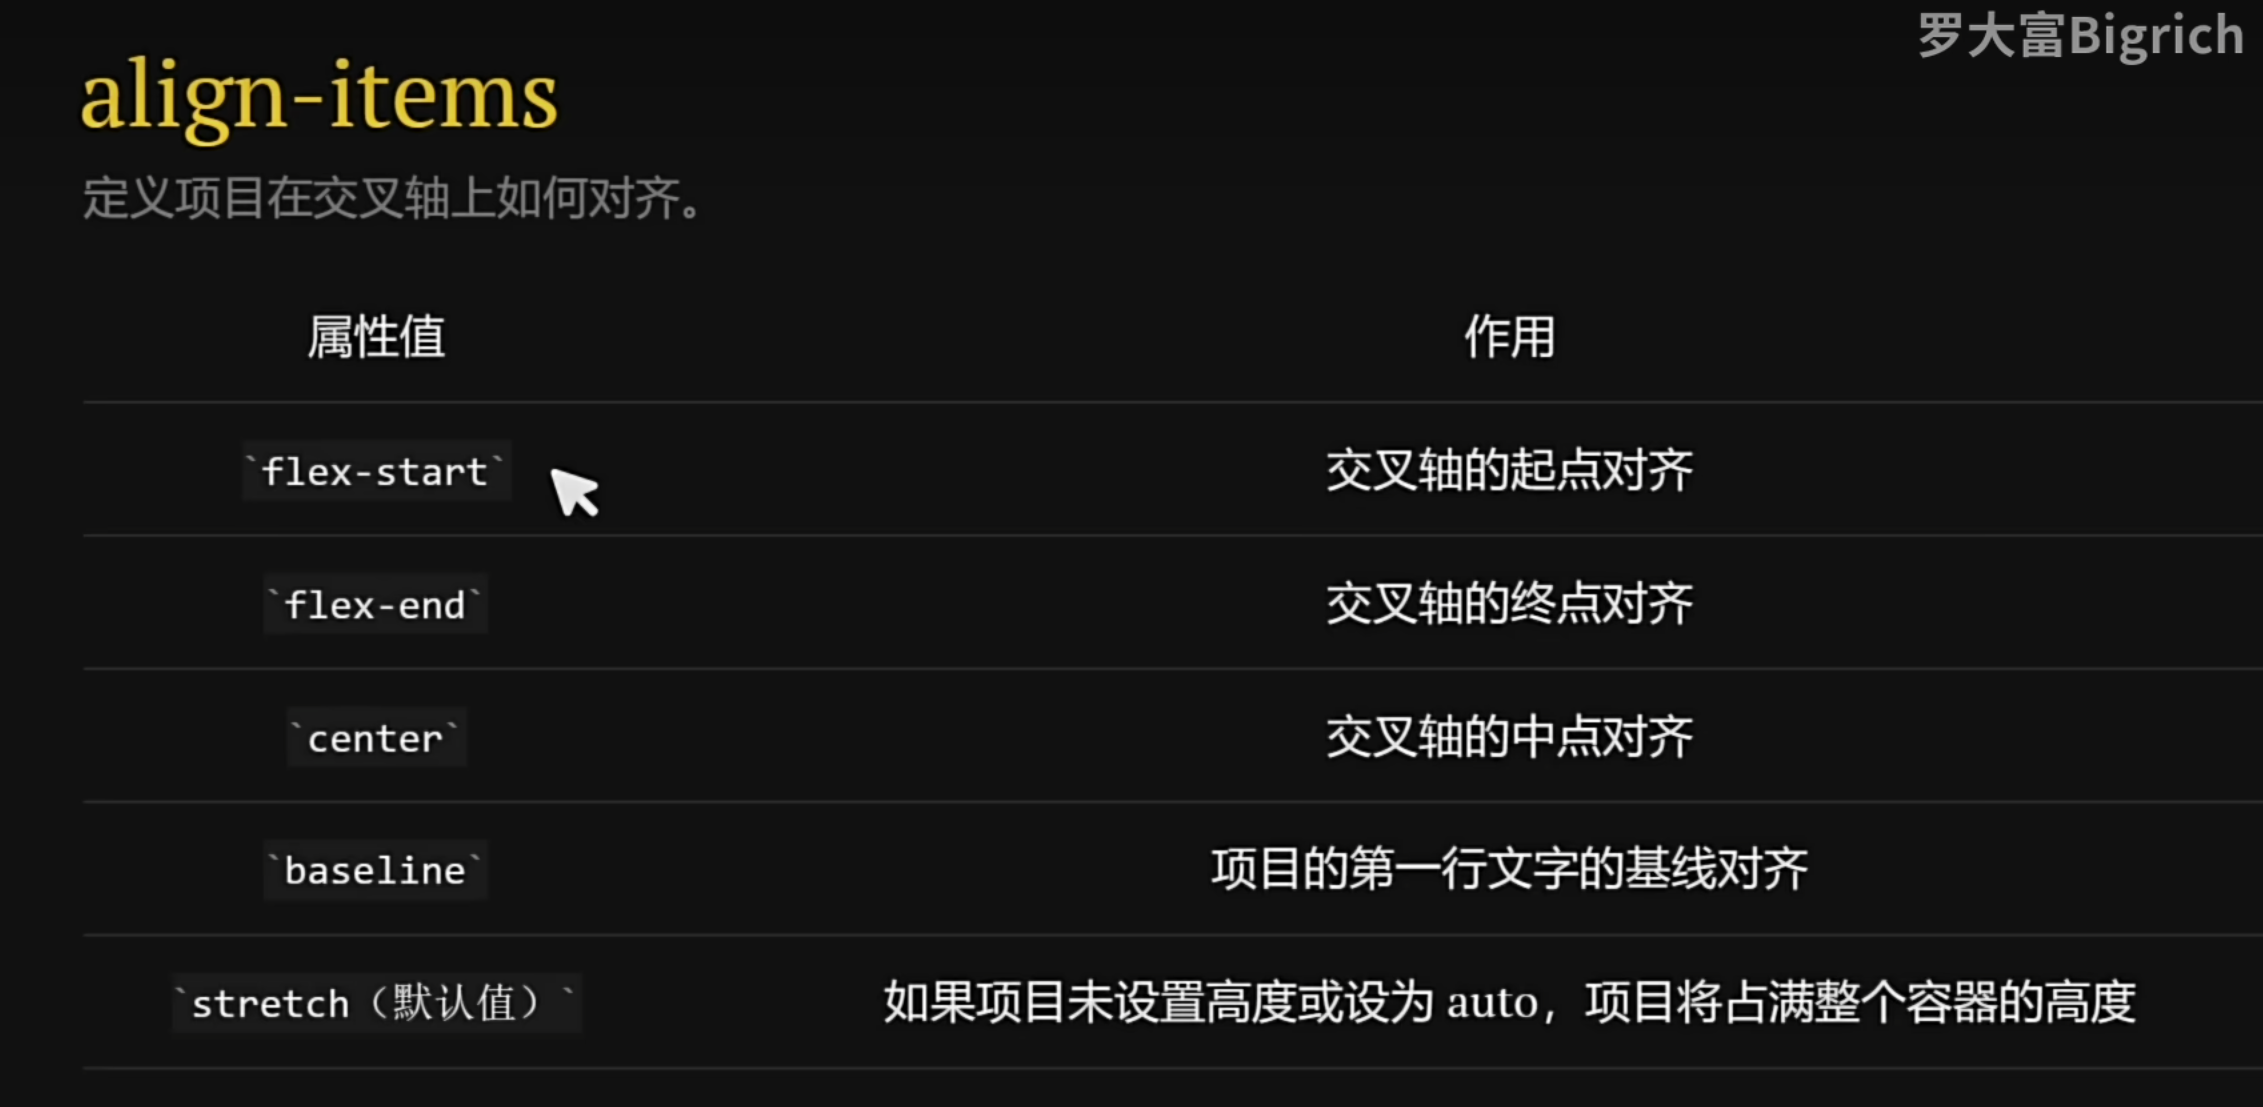 罗大富Bigrich
align-items
定义项目在交叉轴上如何对齐。
属性值 作用
`flex-start` 交叉轴的起点对齐
`flex-end` 交叉轴的终点对齐
`center` 交叉轴的中点对齐
`baseline` 项目的第一行文字的基线对齐
`stretch（默认值）` 如果项目未设置高度或设为 auto，项目将占满整个容器的高度